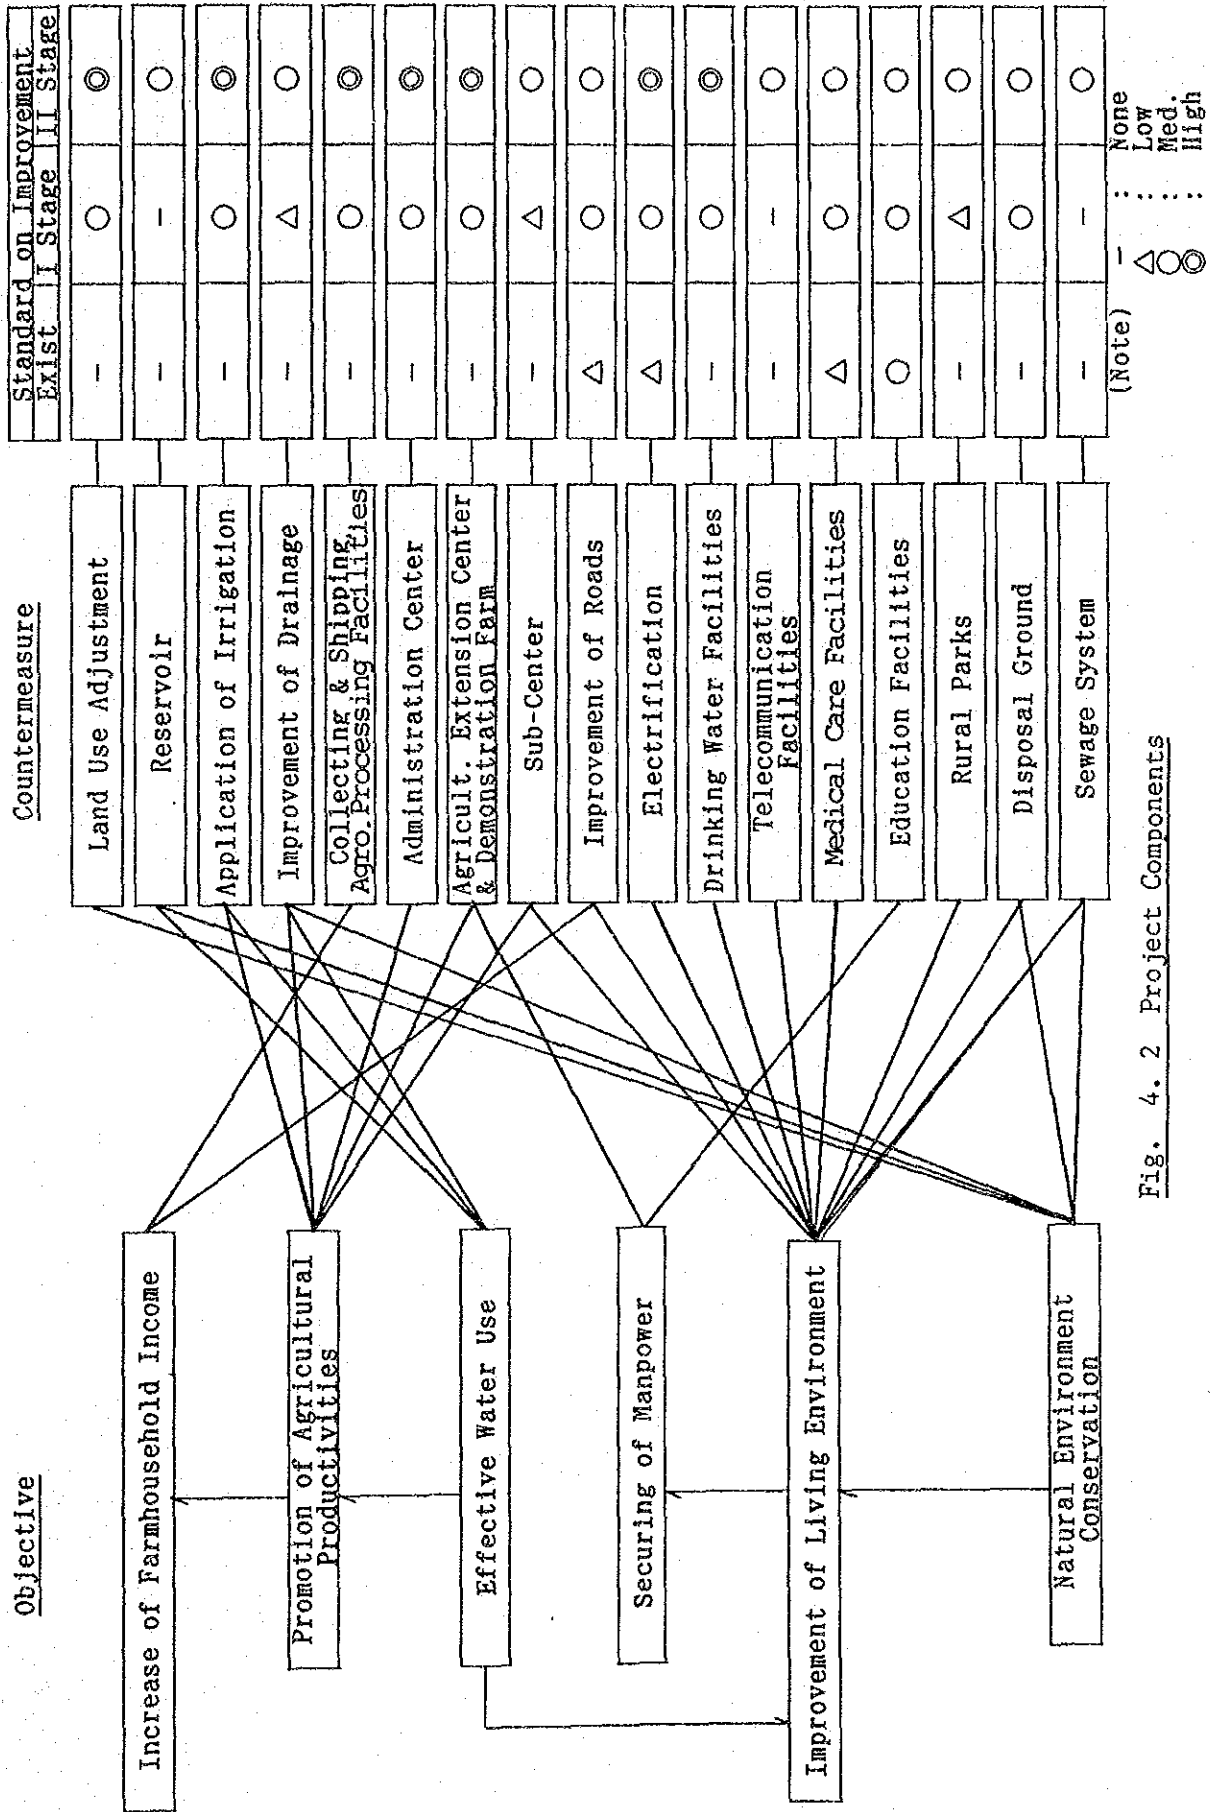 Objective
Countermeasure
Standard on Improvement
Exist I Stage II Stage
Increase of Farmhousehold Income
Promotion of Agricultural
Productivities
Effective Water Use
Securing of Manpower
Improvement of Living Environment
Natural Environment
Conservation
Land Use Adjustment
– ○ ◎
Reservoir
– – ○
Application of Irrigation
– ○ ◎
Improvement of Drainage
– △ ○
Collecting & Shipping,
Agro.Processing Facilities
– ○ ◎
Administration Center
– ○ ◎
Agricult. Extension Center
& Demonstration Farm
– ○ ◎
Sub-Center
– △ ○
Improvement of Roads
△ ○ ○
Electrification
△ ○ ◎
Drinking Water Facilities
– ○ ◎
Telecommunication
Facilities
– – ○
Medical Care Facilities
△ ○ ○
Education Facilities
○ ○ ○
Rural Parks
– △ ○
Disposal Ground
– ○ ○
Sewage System
– – ○
(Note) – : None
△ : Low
○ : Med.
◎ : High
Fig. 4. 2 Project Components